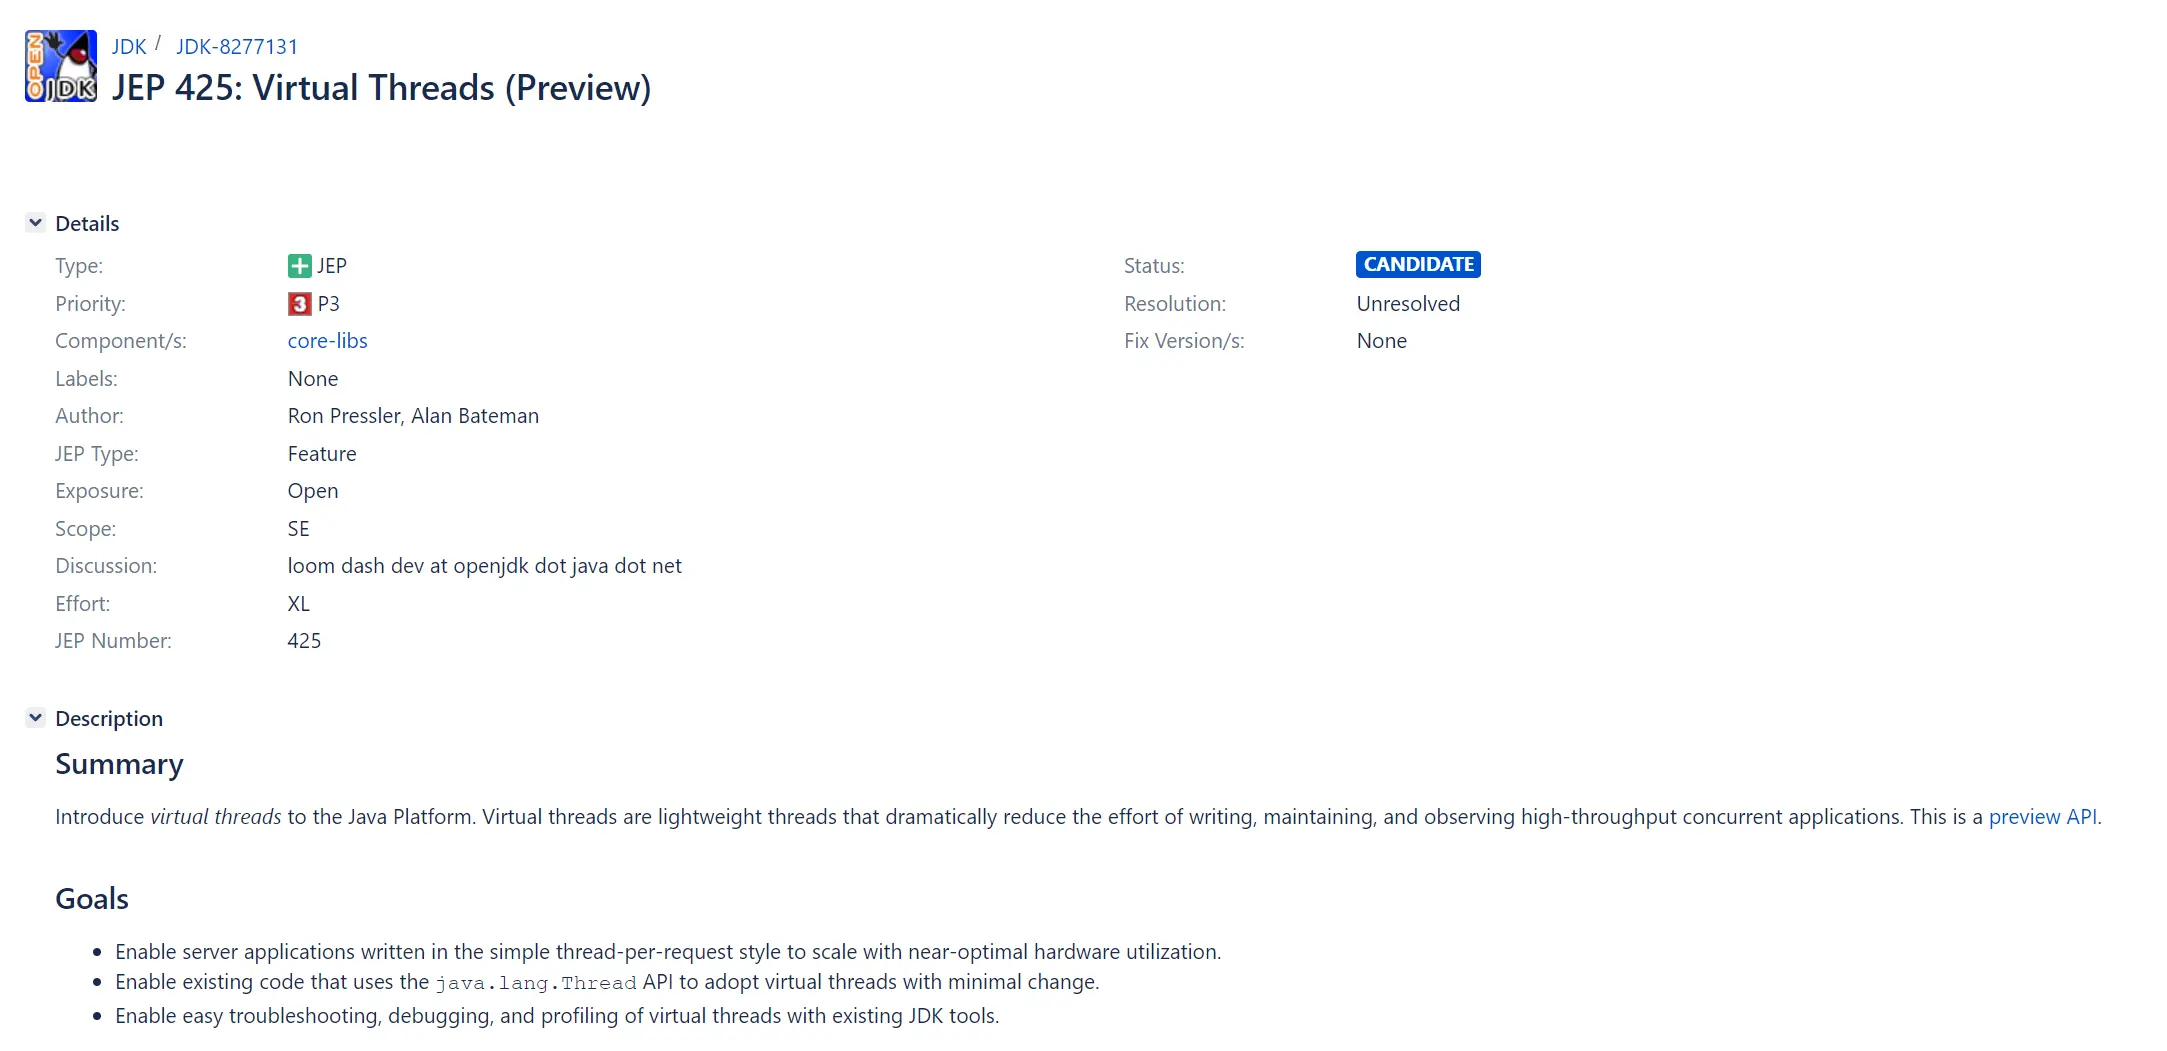 OPEN
JDK
JDK / JDK-8277131
JEP 425: Virtual Threads (Preview)
Details
Type: JEP
Status: CANDIDATE
Priority: 3 P3
Resolution: Unresolved
Component/s: core-libs
Fix Version/s: None
Labels: None
Author: Ron Pressler, Alan Bateman
JEP Type: Feature
Exposure: Open
Scope: SE
Discussion: loom dash dev at openjdk dot java dot net
Effort: XL
JEP Number: 425
Description
Summary
Introduce virtual threads to the Java Platform. Virtual threads are lightweight threads that dramatically reduce the effort of writing, maintaining, and observing high-throughput concurrent applications. This is a preview API.
Goals
• Enable server applications written in the simple thread-per-request style to scale with near-optimal hardware utilization.
• Enable existing code that uses the java.lang.Thread API to adopt virtual threads with minimal change.
• Enable easy troubleshooting, debugging, and profiling of virtual threads with existing JDK tools.